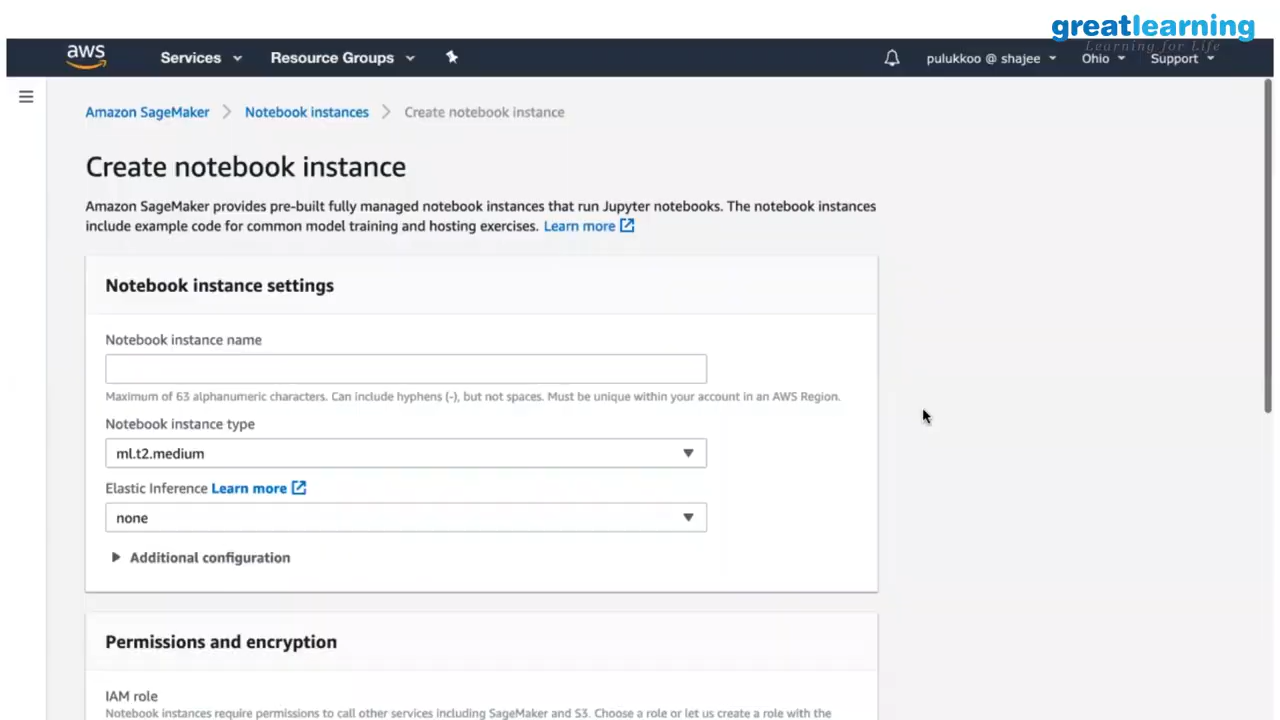 greatlearning
Learning for Life
aws Services Resource Groups pulukkoo @ shajee Ohio Support
Amazon SageMaker Notebook instances Create notebook instance
Create notebook instance
Amazon SageMaker provides pre-built fully managed notebook instances that run Jupyter notebooks. The notebook instances
include example code for common model training and hosting exercises. Learn more
Notebook instance settings
Notebook instance name
Maximum of 63 alphanumeric characters. Can include hyphens (-), but not spaces. Must be unique within your account in an AWS Region.
Notebook instance type
ml.t2.medium
Elastic Inference Learn more
none
Additional configuration
Permissions and encryption
IAM role
Notebook instances require permissions to call other services including SageMaker and S3. Choose a role or let us create a role with the